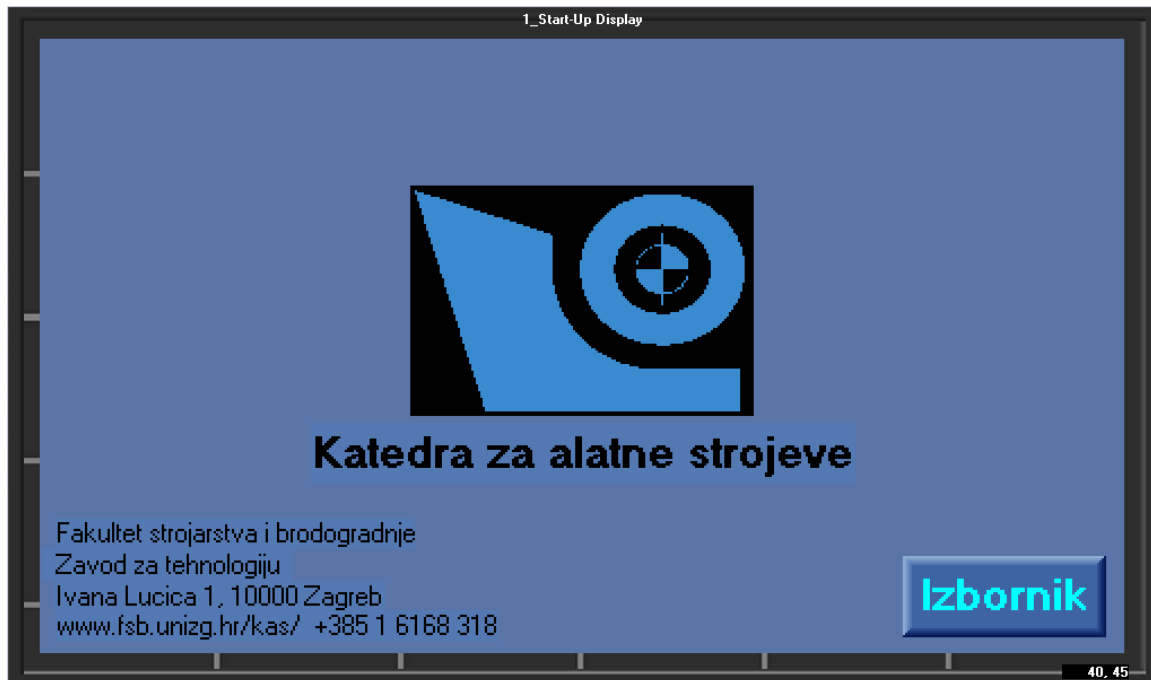 1_Start-Up Display
Katedra za alatne strojeve
Fakultet strojarstva i brodogradnje
Zavod za tehnologiju
Ivana Lucica 1, 10000 Zagreb
www.fsb.unizg.hr/kas/ +385 1 6168 318
Izbornik
40, 45